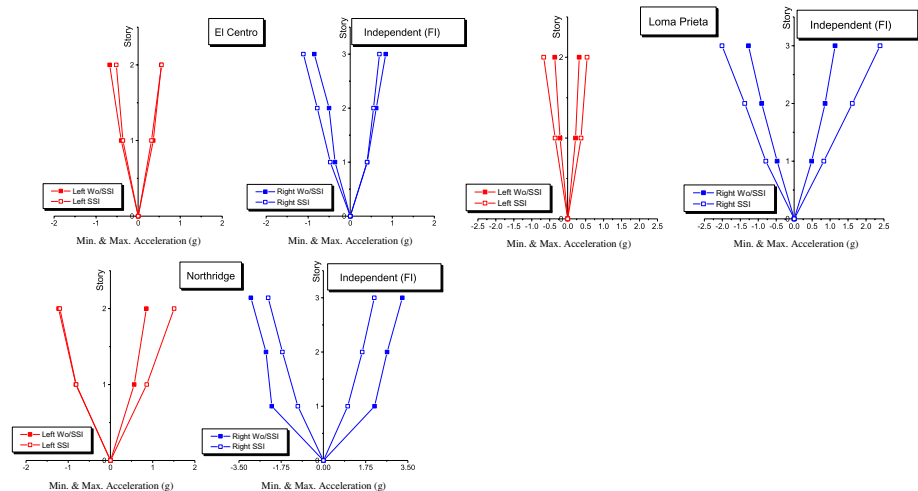 El Centro
Independent (FI)
Story
2
1
0
Left Wo/SSI
Left SSI
-2
-1
0
1
2
Min. & Max. Acceleration (g)
3
2
1
0
Right Wo/SSI
Right SSI
-2
-1
0
1
2
Min. & Max. Acceleration (g)
Loma Prieta
Independent (FI)
Story
2
1
0
Left Wo/SSI
Left SSI
-2.5 -2.0 -1.5 -1.0 -0.5 0.0 0.5 1.0 1.5 2.0 2.5
Min. & Max. Acceleration (g)
3
2
1
0
Right Wo/SSI
Right SSI
-2.5 -2.0 -1.5 -1.0 -0.5 0.0 0.5 1.0 1.5 2.0 2.5
Min. & Max. Acceleration (g)
Northridge
Independent (FI)
Story
2
1
0
Left Wo/SSI
Left SSI
-2
-1
0
1
2
Min. & Max. Acceleration (g)
3
2
1
0
Right Wo/SSI
Right SSI
-3.50 -1.75 0.00 1.75 3.50
Min. & Max. Acceleration (g)